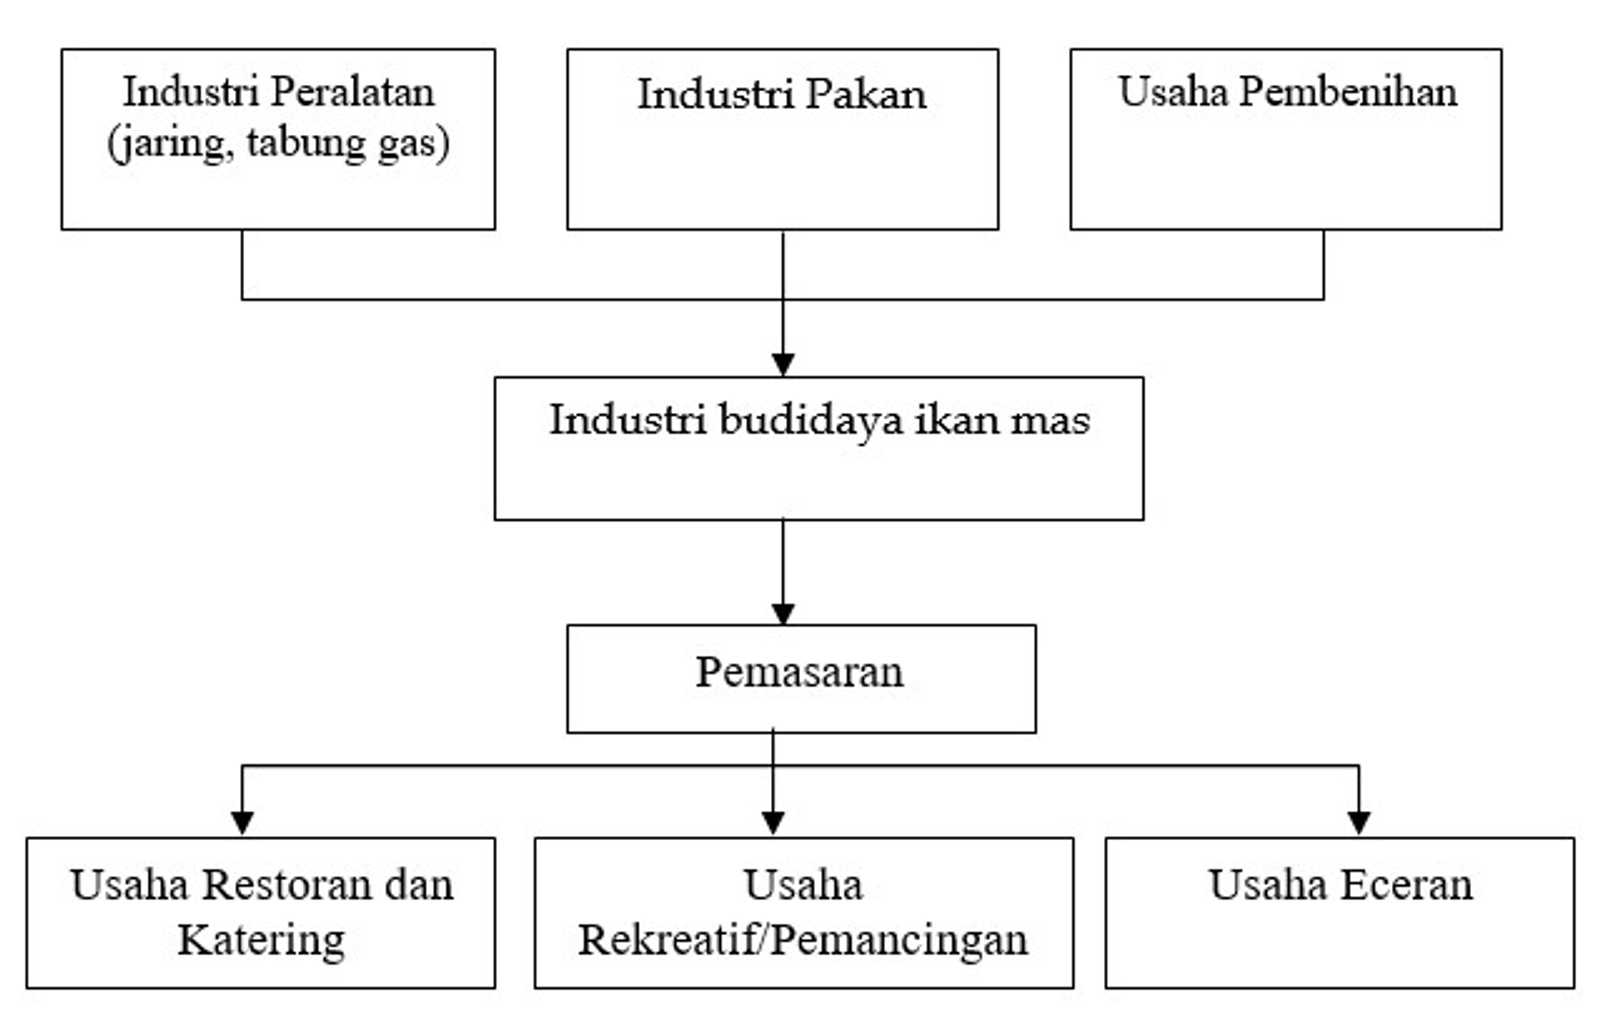 Industri Peralatan
(jaring, tabung gas)
Industri Pakan
Usaha Pembenihan
Industri budidaya ikan mas
Pemasaran
Usaha Restoran dan
Katering
Usaha
Rekreatif/Pemancingan
Usaha Eceran